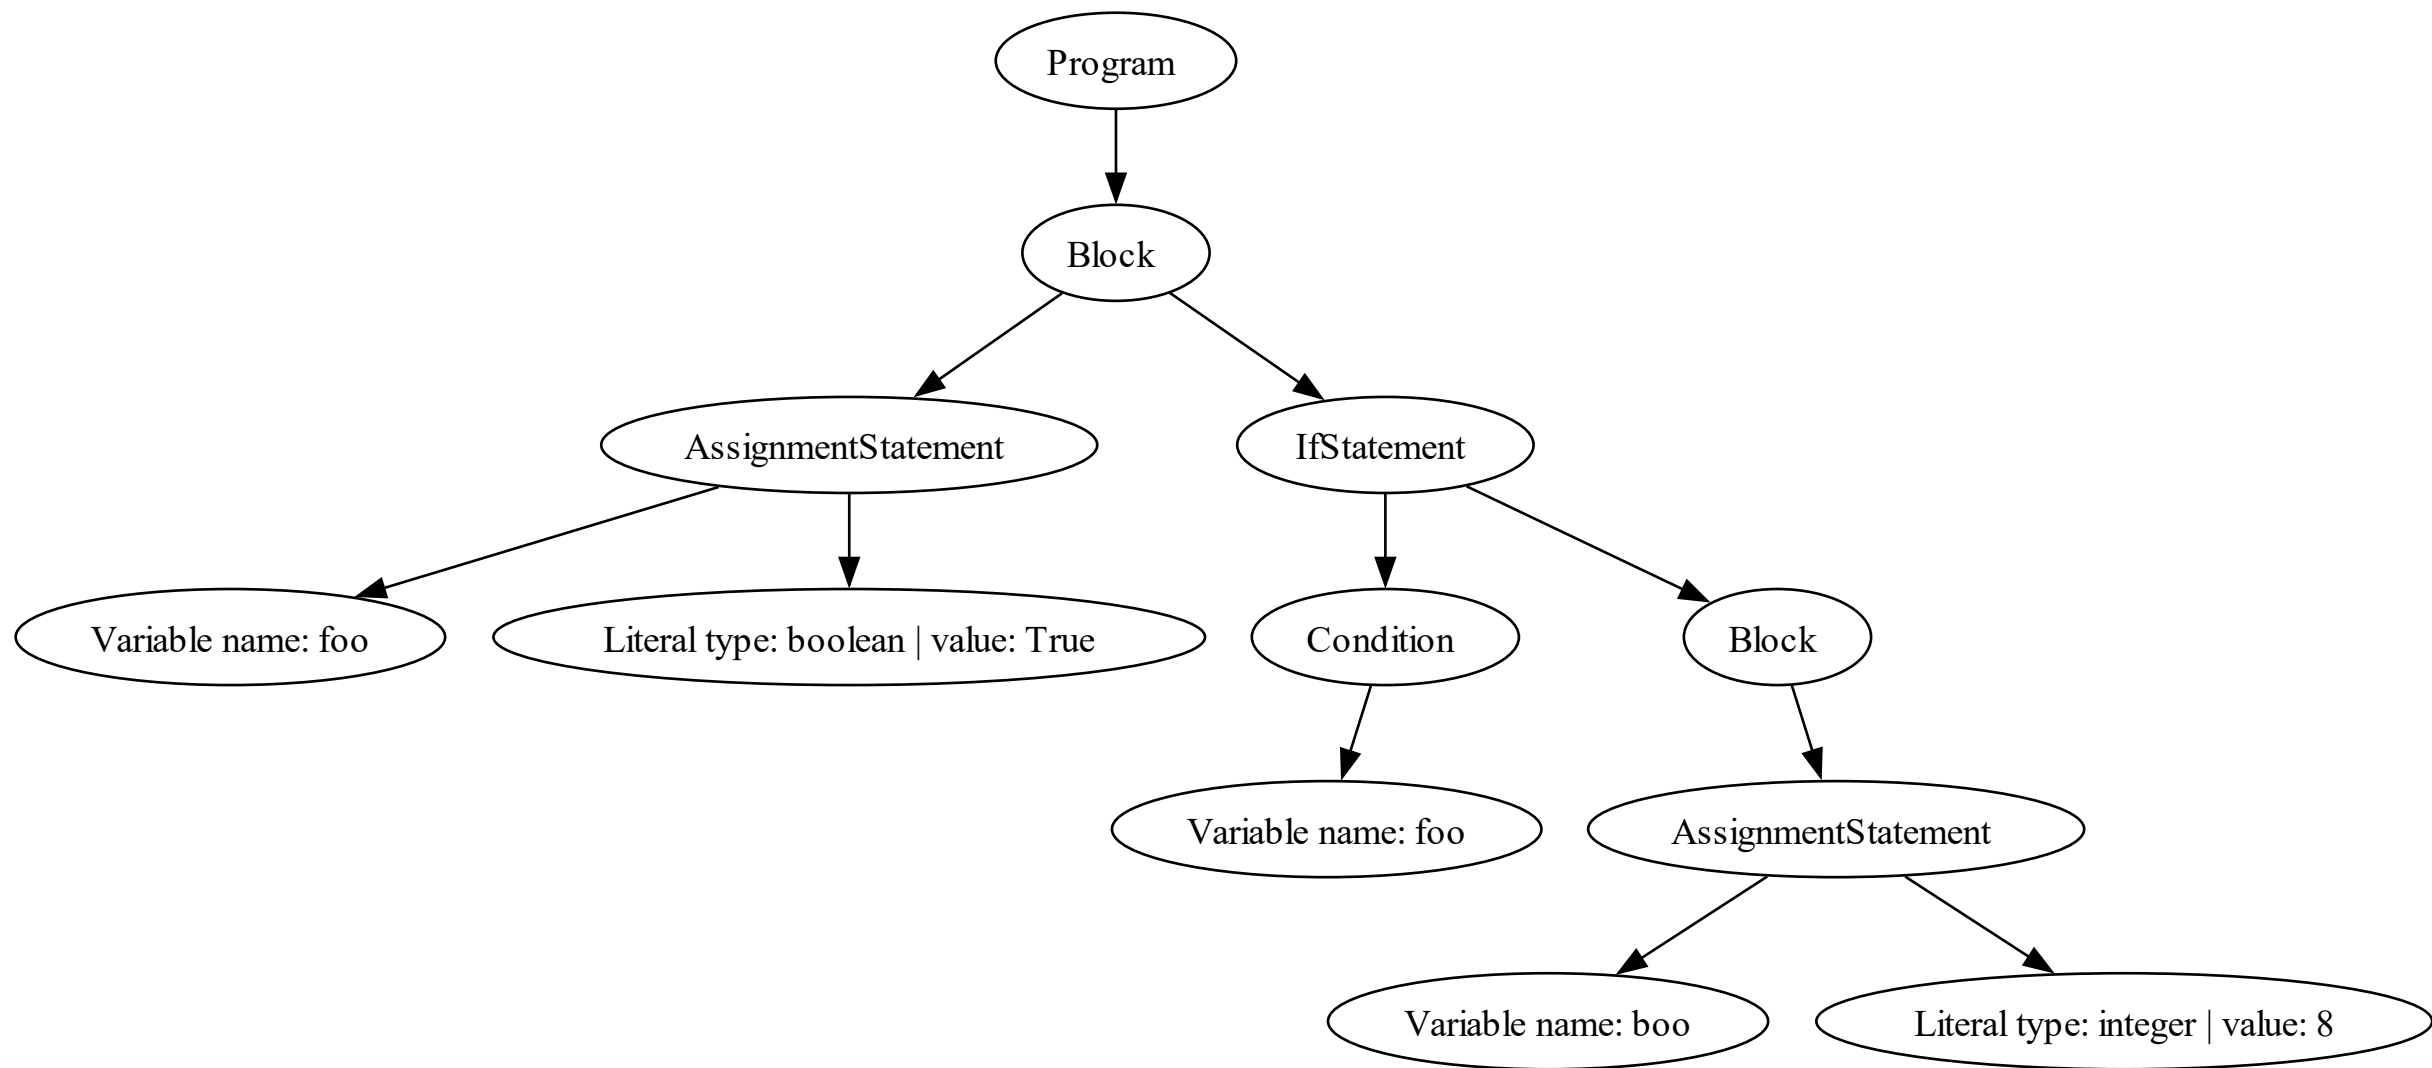 Program
Block
AssignmentStatement
IfStatement
Variable name: foo
Literal type: boolean | value: True
Condition
Block
Variable name: foo
AssignmentStatement
Variable name: boo
Literal type: integer | value: 8